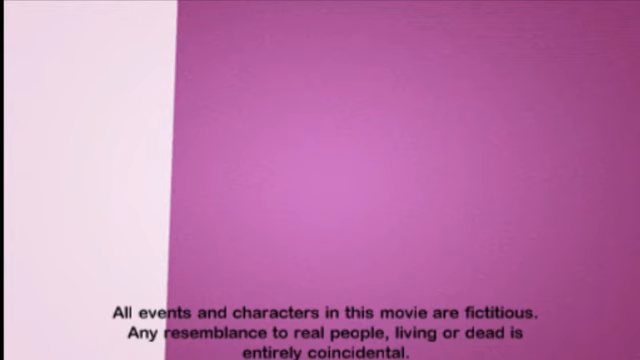 All events and characters in this movie are fictitious.
Any resemblance to real people, living or dead is
entirely coincidental.